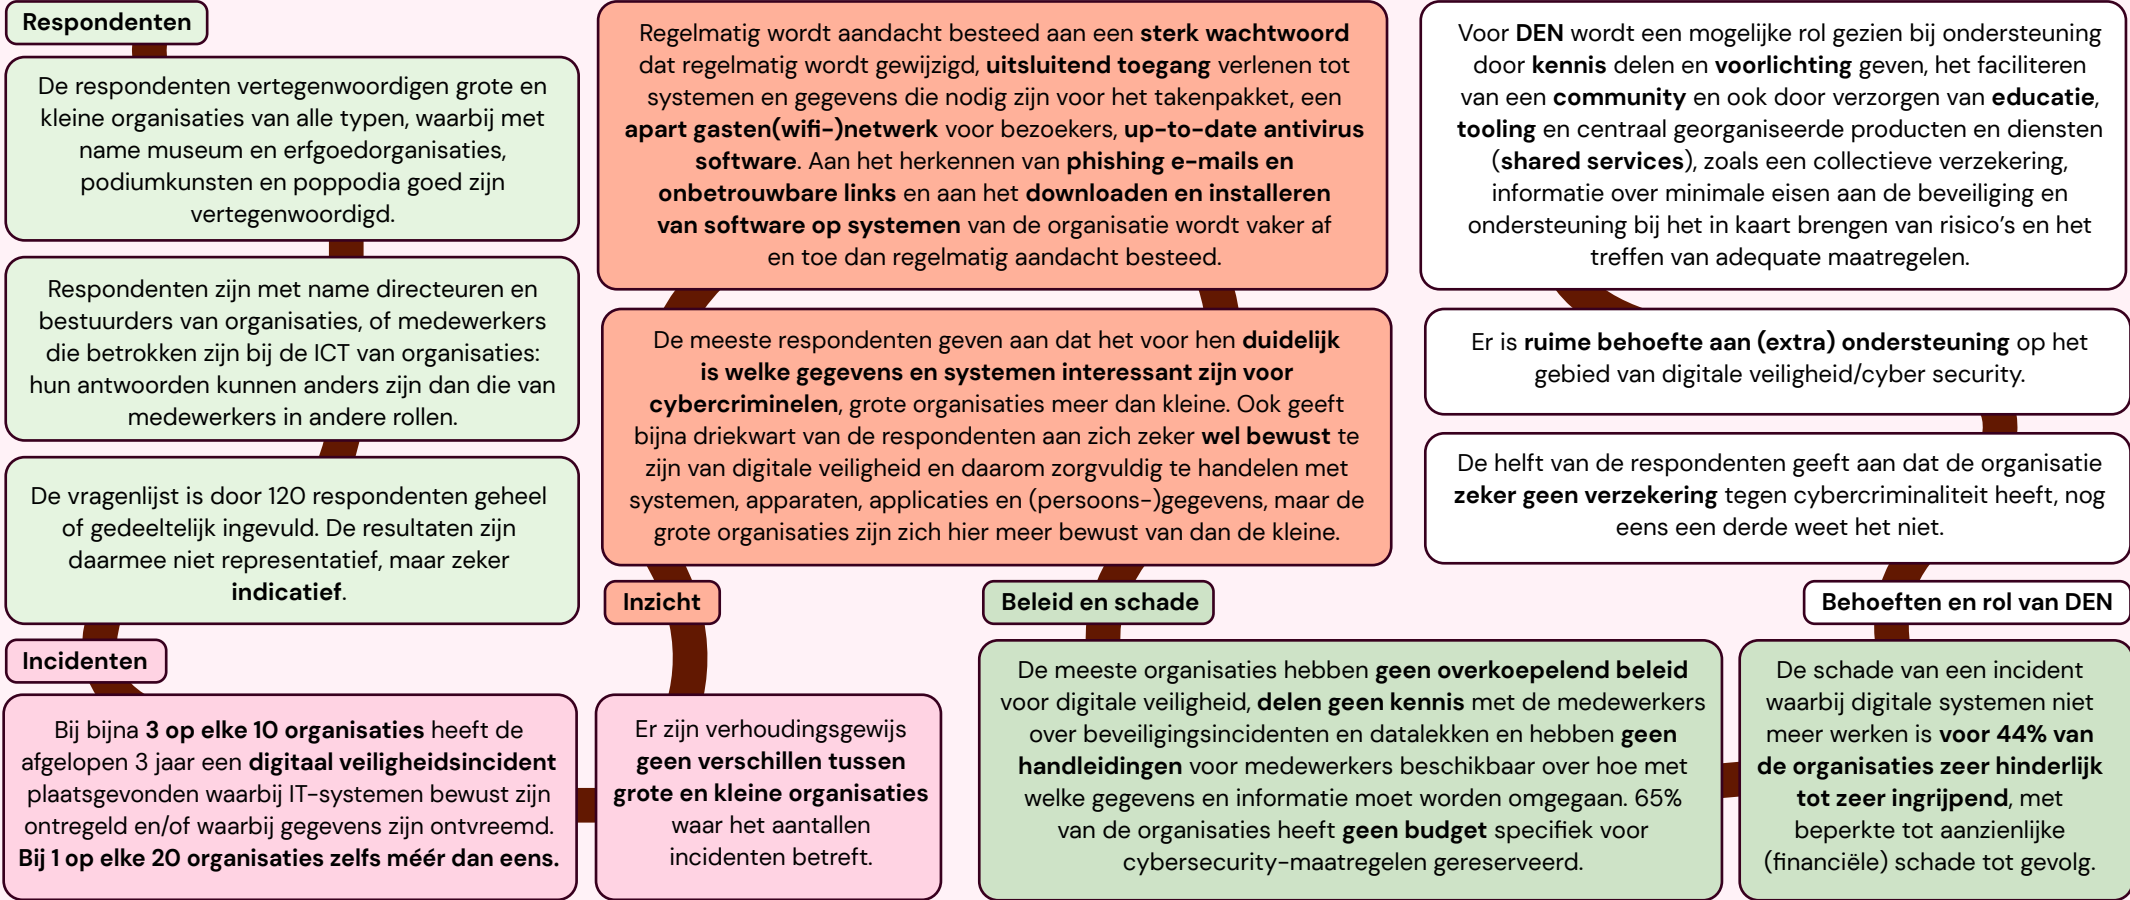 Respondenten
De respondenten vertegenwoordigen grote en
kleine organisaties van alle typen, waarbij met
name museum en erfgoedorganisaties,
podiumkunsten en poppodia goed zijn
vertegenwoordigd.
Respondenten zijn met name directeuren en
bestuurders van organisaties, of medewerkers
die betrokken zijn bij de ICT van organisaties:
hun antwoorden kunnen anders zijn dan die van
medewerkers in andere rollen.
De vragenlijst is door 120 respondenten geheel
of gedeeltelijk ingevuld. De resultaten zijn
daarmee niet representatief, maar zeker
indicatief.
Incidenten
Bij bijna 3 op elke 10 organisaties heeft de
afgelopen 3 jaar een digitaal veiligheidsincident
plaatsgevonden waarbij IT-systemen bewust zijn
ontregeld en/of waarbij gegevens zijn ontvreemd.
Bij 1 op elke 20 organisaties zelfs méér dan eens.
Er zijn verhoudingsgewijs
geen verschillen tussen
grote en kleine organisaties
waar het aantallen
incidenten betreft.
Inzicht
De meeste respondenten geven aan dat het voor hen duidelijk
is welke gegevens en systemen interessant zijn voor
cybercriminelen, grote organisaties meer dan kleine. Ook geeft
bijna driekwart van de respondenten aan zich zeker wel bewust te
zijn van digitale veiligheid en daarom zorgvuldig te handelen met
systemen, apparaten, applicaties en (persoons-)gegevens, maar de
grote organisaties zijn zich hier meer bewust van dan de kleine.
Regelmatig wordt aandacht besteed aan een sterk wachtwoord
dat regelmatig wordt gewijzigd, uitsluitend toegang verlenen tot
systemen en gegevens die nodig zijn voor het takenpakket, een
apart gasten(wifi-)netwerk voor bezoekers, up-to-date antivirus
software. Aan het herkennen van phishing e-mails en
onbetrouwbare links en aan het downloaden en installeren
van software op systemen van de organisatie wordt vaker af
en toe dan regelmatig aandacht besteed.
Beleid en schade
De meeste organisaties hebben geen overkoepelend beleid
voor digitale veiligheid, delen geen kennis met de medewerkers
over beveiligingsincidenten en datalekken en hebben geen
handleidingen voor medewerkers beschikbaar over hoe met
welke gegevens en informatie moet worden omgegaan. 65%
van de organisaties heeft geen budget specifiek voor
cybersecurity-maatregelen gereserveerd.
De schade van een incident
waarbij digitale systemen niet
meer werken is voor 44% van
de organisaties zeer hinderlijk
tot zeer ingrijpend, met
beperkte tot aanzienlijke
(financiële) schade tot gevolg.
Behoeften en rol van DEN
De helft van de respondenten geeft aan dat de organisatie
zeker geen verzekering tegen cybercriminaliteit heeft, nog
eens een derde weet het niet.
Er is ruime behoefte aan (extra) ondersteuning op het
gebied van digitale veiligheid/cyber security.
Voor DEN wordt een mogelijke rol gezien bij ondersteuning
door kennis delen en voorlichting geven, het faciliteren
van een community en ook door verzorgen van educatie,
tooling en centraal georganiseerde producten en diensten
(shared services), zoals een collectieve verzekering,
informatie over minimale eisen aan de beveiliging en
ondersteuning bij het in kaart brengen van risico's en het
treffen van adequate maatregelen.